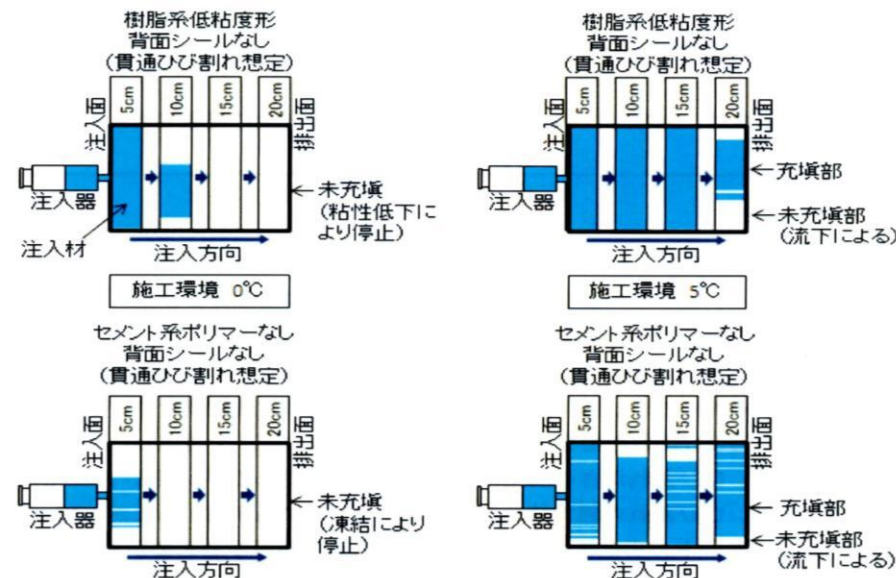 樹脂系低粘度形
背面シールなし
(貫通ひび割れ想定)
5cm
10cm
15cm
20cm
注入面
排出面
注入器
注入材
未充塡
(粘性低下に
より停止)
注入方向
樹脂系低粘度形
背面シールなし
(貫通ひび割れ想定)
5cm
10cm
15cm
20cm
注入面
排出面
注入器
充塡部
未充塡部
(流下による)
注入方向
施工環境 0℃
施工環境 5℃
セメント系ポリマーなし
背面シールなし
(貫通ひび割れ想定)
5cm
10cm
15cm
20cm
注入面
排出面
注入器
未充塡
(凍結により
停止)
注入方向
セメント系ポリマーなし
背面シールなし
(貫通ひび割れ想定)
5cm
10cm
15cm
20cm
注入面
排出面
注入器
充塡部
未充塡部
(流下による)
注入方向